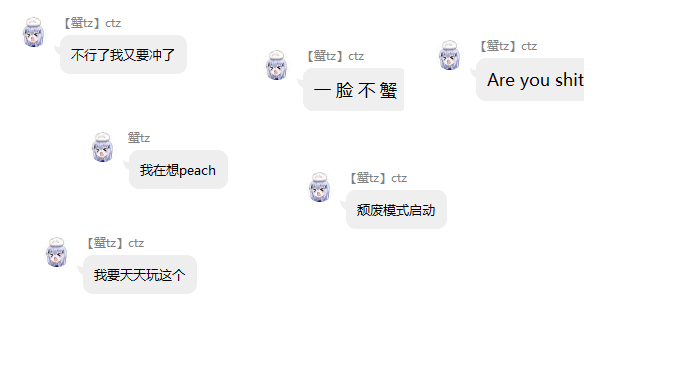 【蟹tz】ctz
不行了我又要冲了
【蟹tz】ctz
一 脸 不 蟹
【蟹tz】ctz
Are you shit
蟹tz
我在想peach
【蟹tz】ctz
颓废模式启动
【蟹tz】ctz
我要天天玩这个